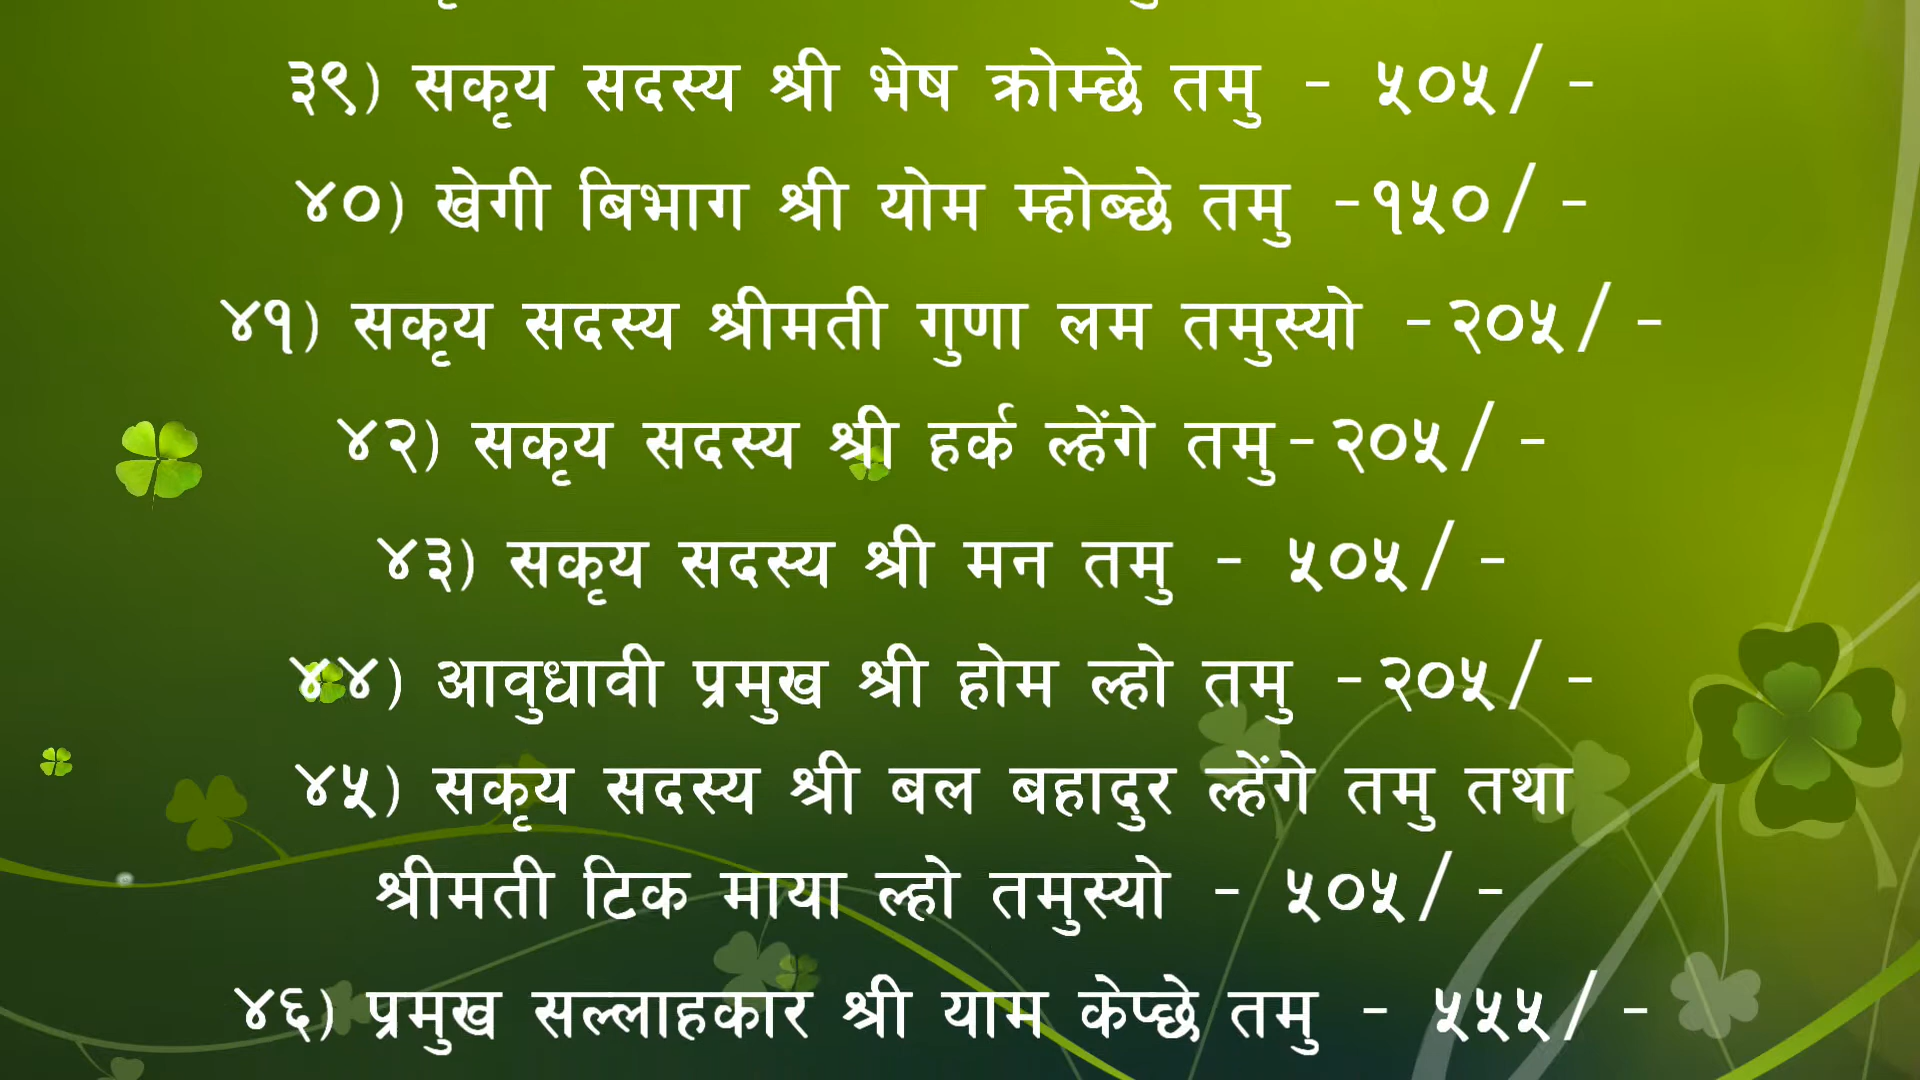 ३९) सकृय सदस्य श्री भेष क्रोम्छे तमु - ५०५/-
४०) खेगी बिभाग श्री योम म्होब्छे तमु -१५०/-
४१) सकृय सदस्य श्रीमती गुणा लम तमुस्यो -२०५/-
४२) सकृय सदस्य श्री हर्क ल्हेंगे तमु-२०५/-
४३) सकृय सदस्य श्री मन तमु - ५०५/-
४४) आवुधावी प्रमुख श्री होम ल्हो तमु -२०५/-
४५) सकृय सदस्य श्री बल बहादुर ल्हेंगे तमु तथा
श्रीमती टिक माया ल्हो तमुस्यो - ५०५/-
४६) प्रमुख सल्लाहकार श्री याम केप्छे तमु - ५५५/-